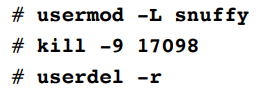 # usermod -L snuffy
# kill -9 17098
# userdel -r